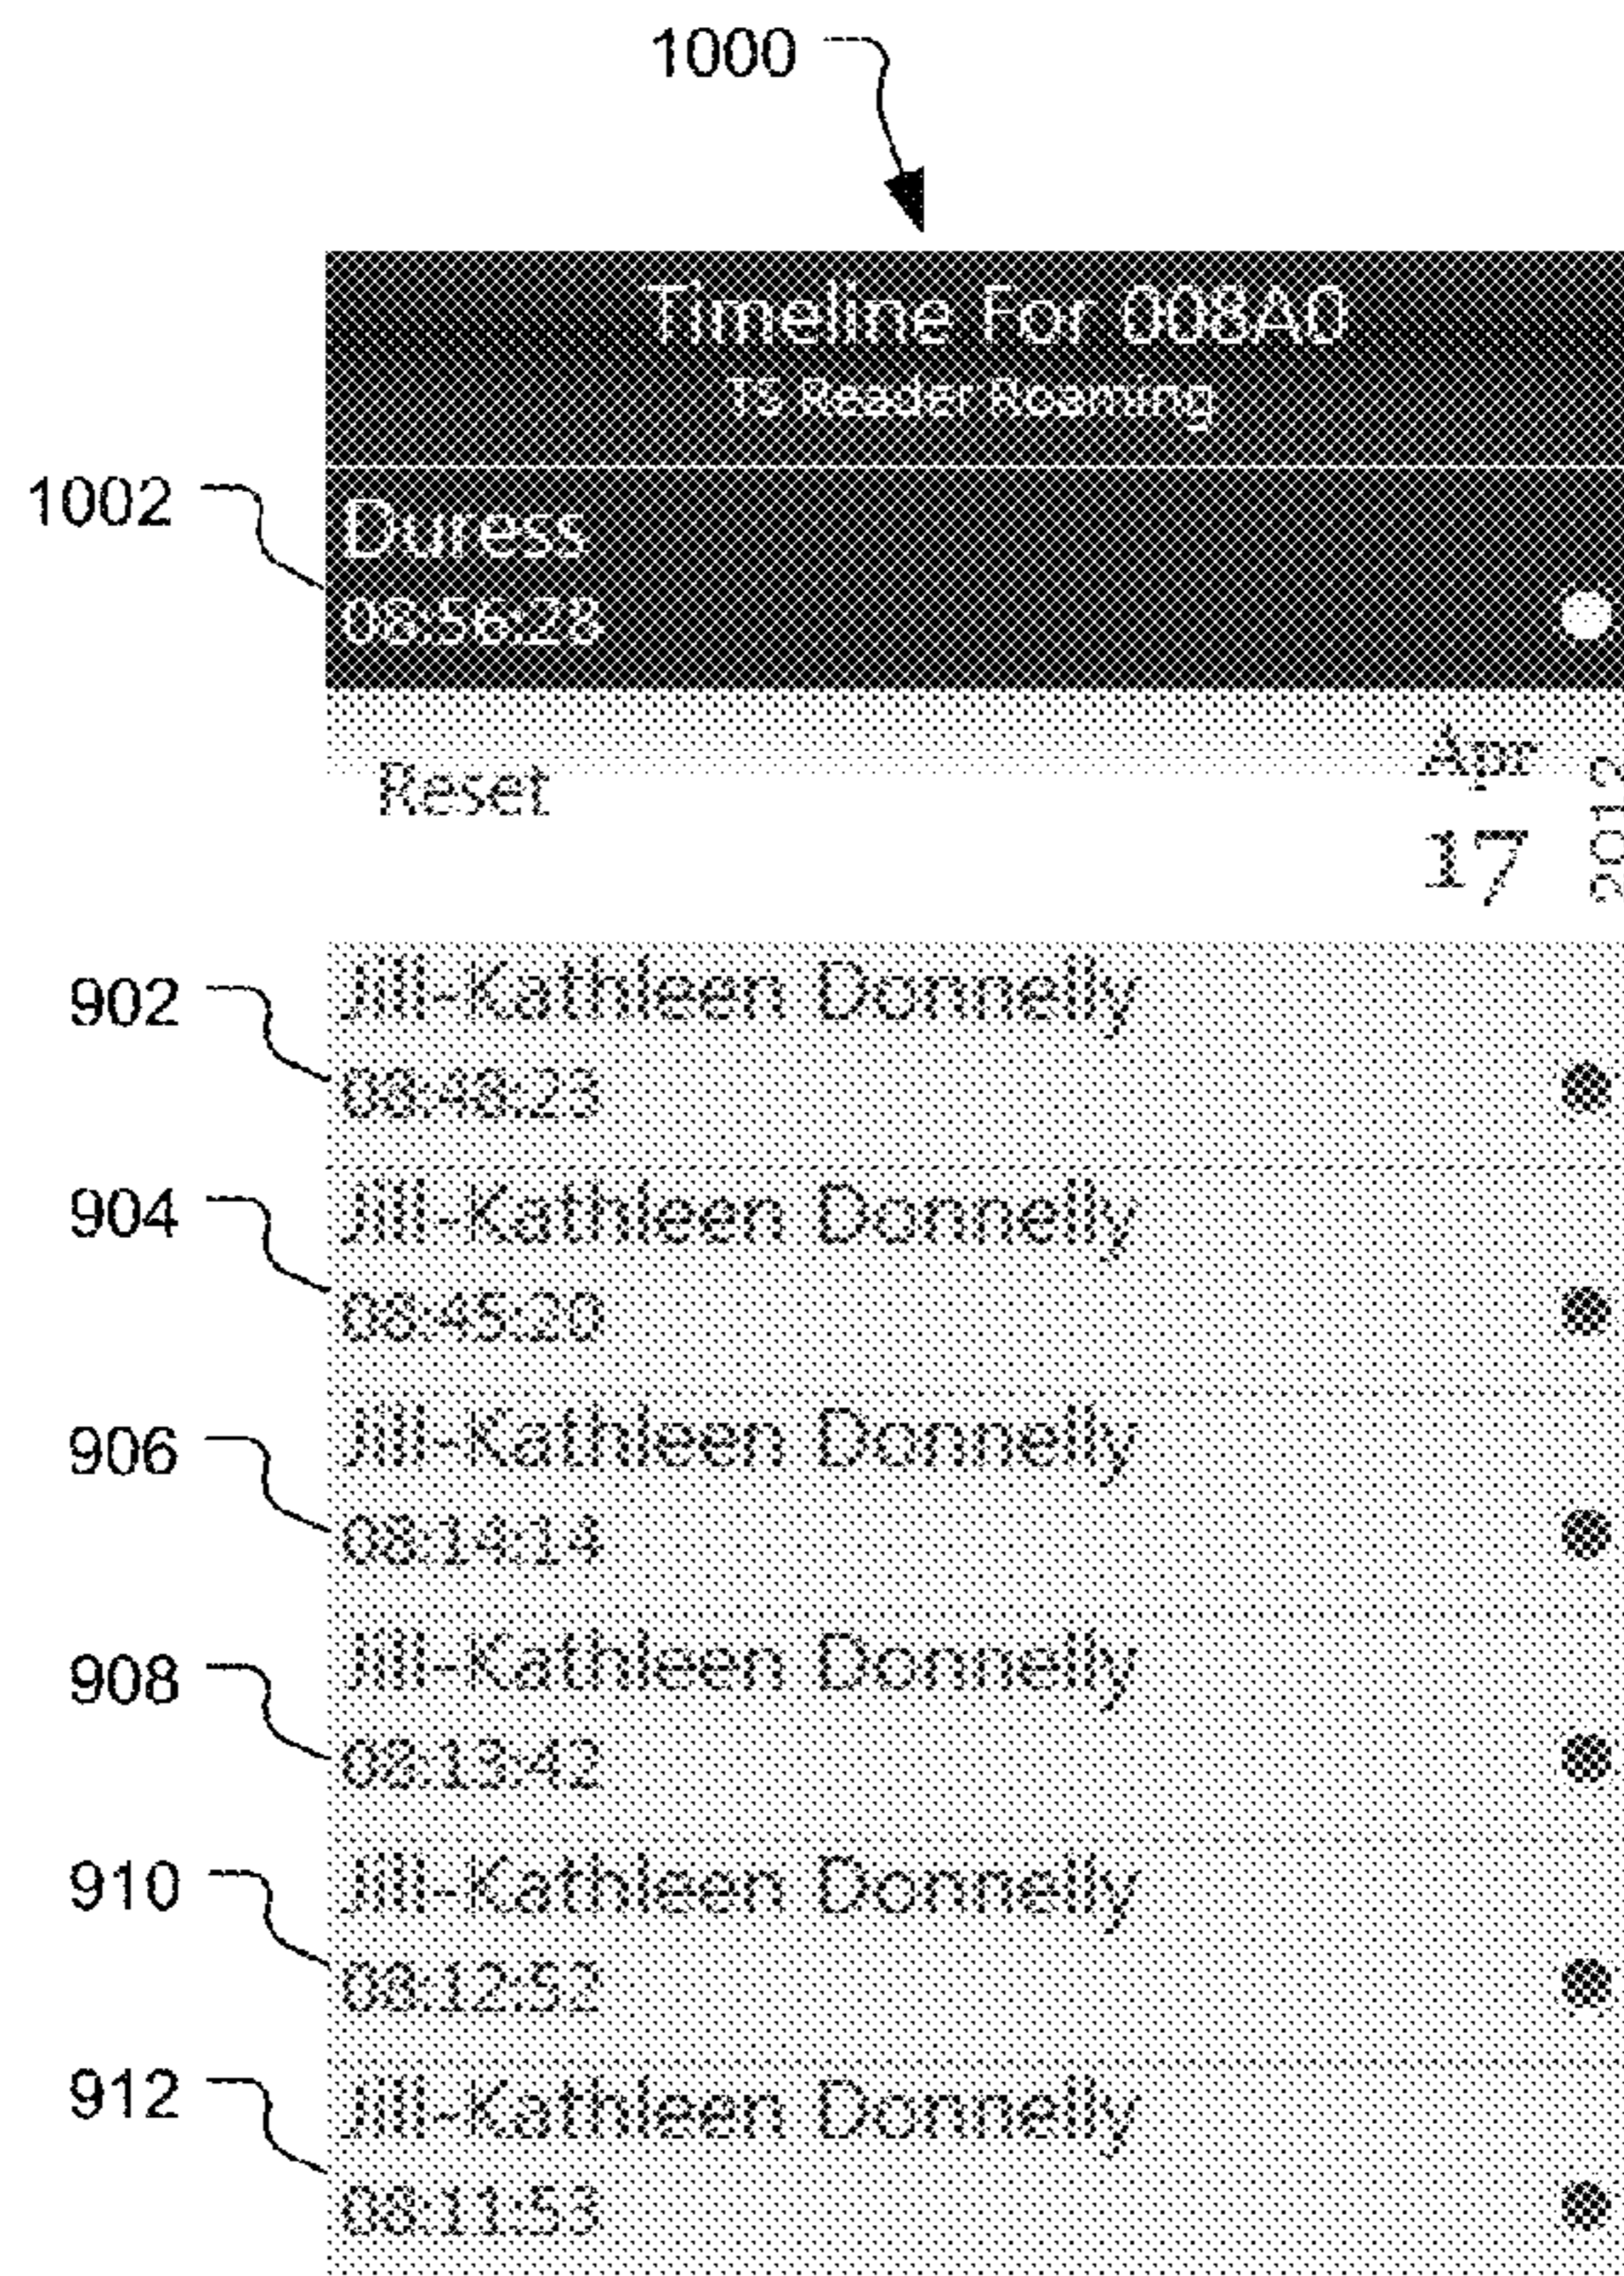 1000
Timeline For 008A0
TS Reader Roaming
1002
Duress
08:56:28
Reset
Apr
17
2012
902
Jill-Kathleen Donnelly
08:48:23
904
Jill-Kathleen Donnelly
08:45:20
906
Jill-Kathleen Donnelly
08:14:14
908
Jill-Kathleen Donnelly
08:13:42
910
Jill-Kathleen Donnelly
08:12:52
912
Jill-Kathleen Donnelly
08:11:53